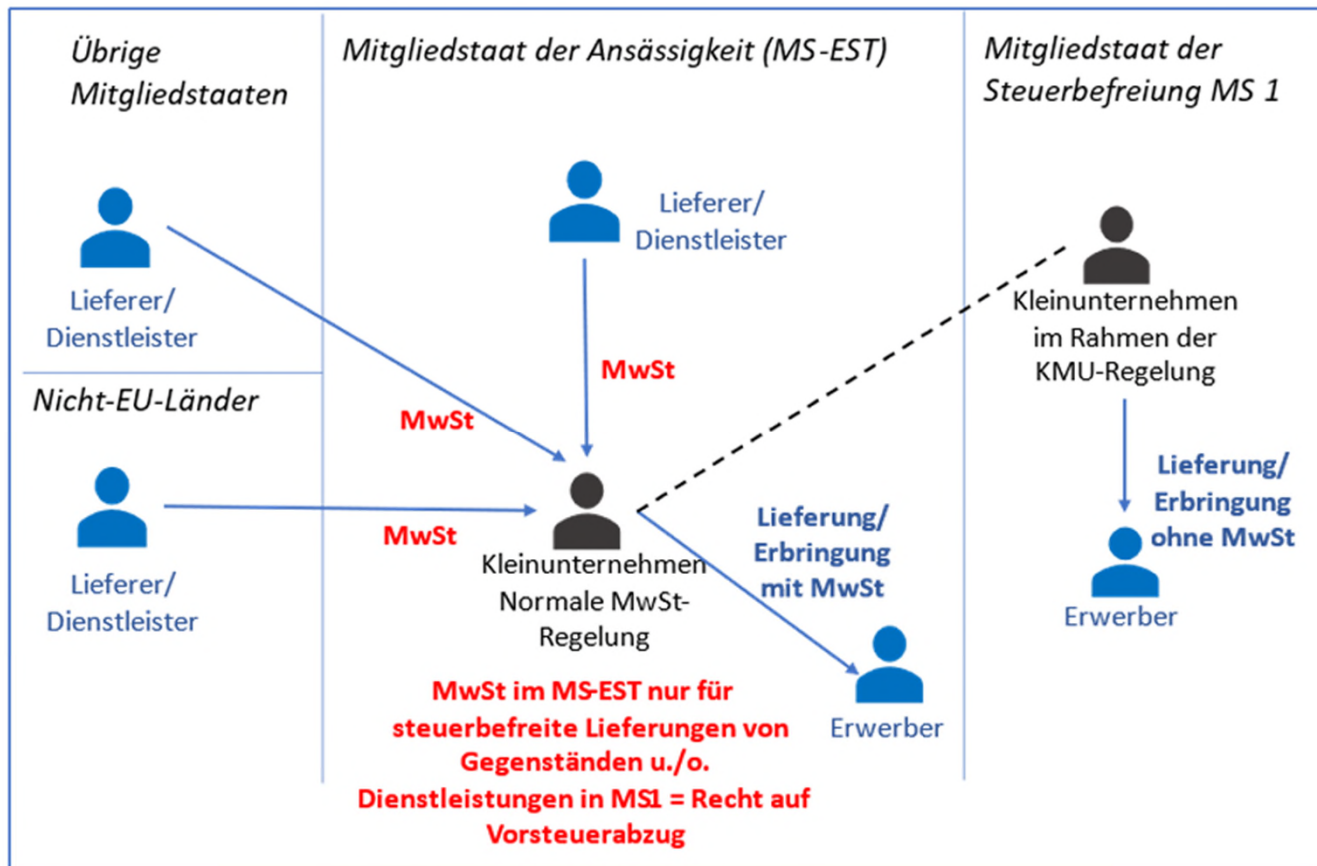 Übrige
Mitgliedstaaten
Lieferer/
Dienstleister
Nicht-EU-Länder
Lieferer/
Dienstleister
Mitgliedstaat der Ansässigkeit (MS-EST)
Lieferer/
Dienstleister
MwSt
MwSt
MwSt
Kleinunternehmen
Normale MwSt-
Regelung
Lieferung/
Erbringung
mit MwSt
Erwerber
MwSt im MS-EST nur für
steuerbefreite Lieferungen von
Gegenständen u./o.
Dienstleistungen in MS1 = Recht auf
Vorsteuerabzug
Mitgliedstaat der
Steuerbefreiung MS 1
Kleinunternehmen
im Rahmen der
KMU-Regelung
Lieferung/
Erbringung
ohne MwSt
Erwerber